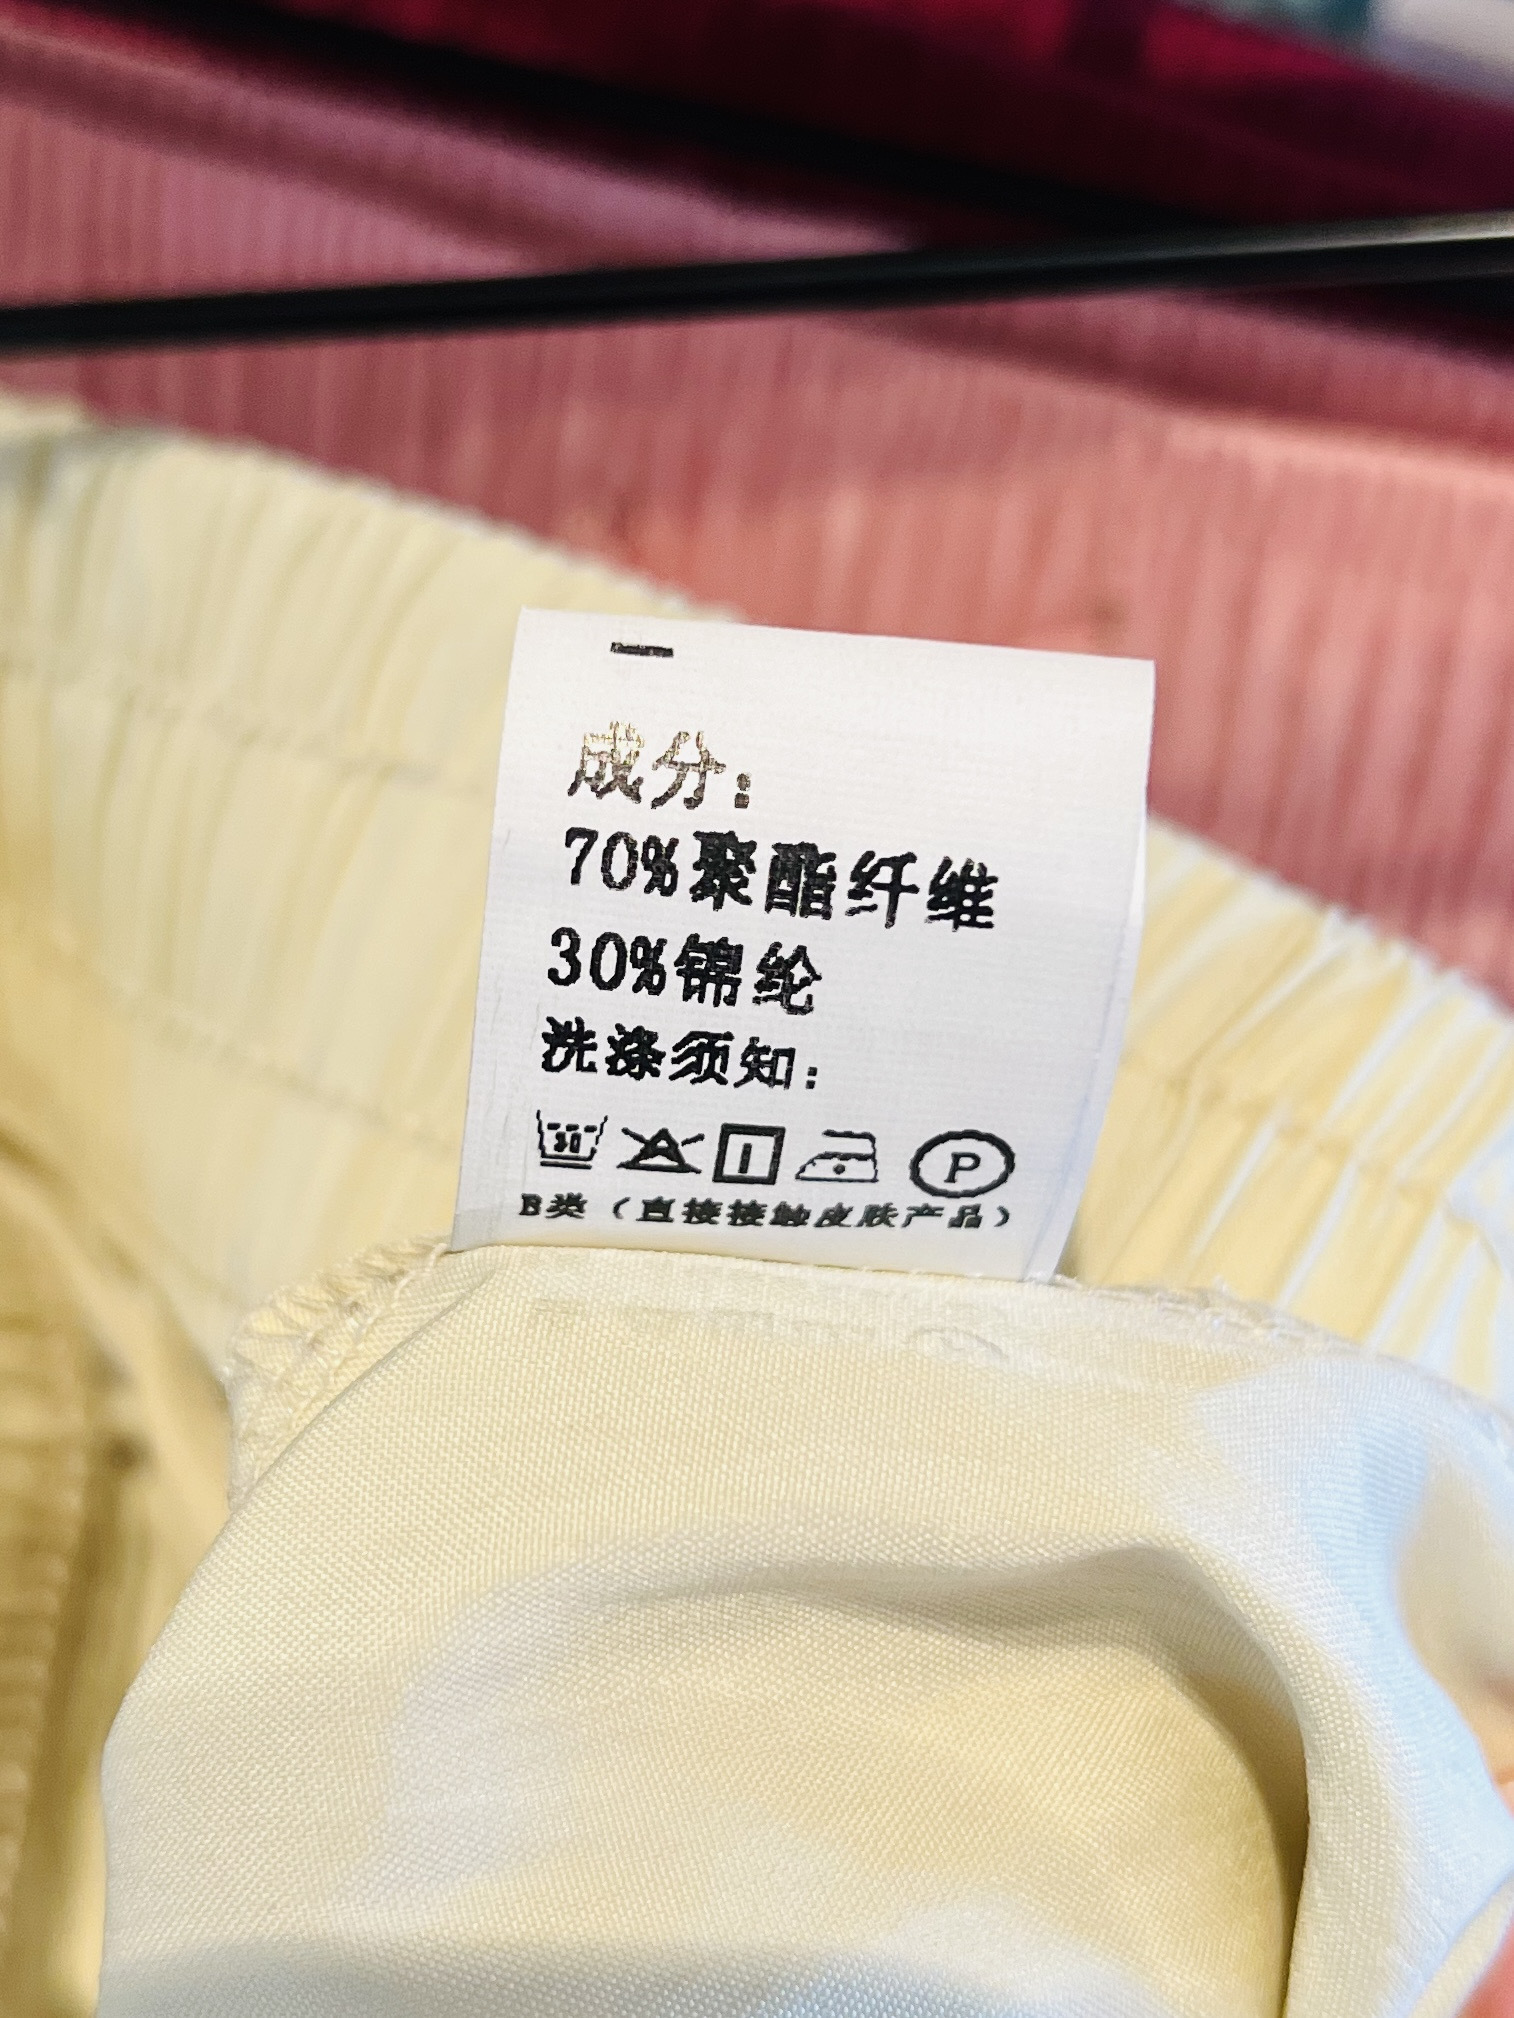 成分：
70%聚酯纤维
30%锦纶
洗涤须知：
30 P
B类（直接接触皮肤产品）